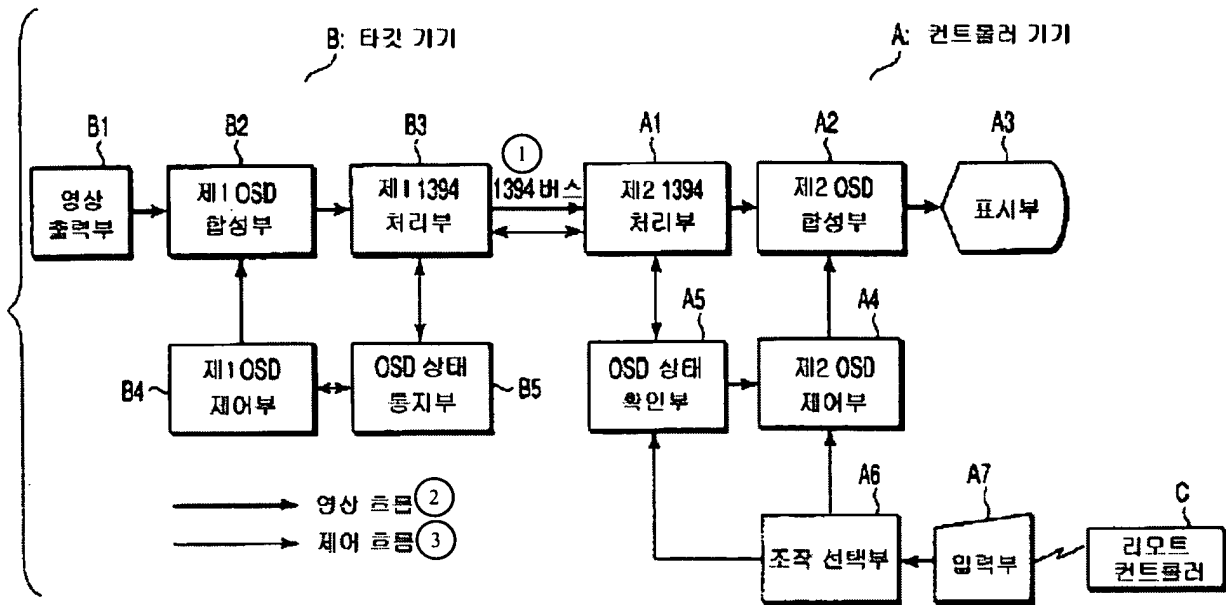 B: 타깃 기기
A: 컨트롤러 기기
B1
B2
B3
A1
A2
A3
①
1394 버스
영상
출력부
제1 OSD
합성부
제1 1394
처리부
제2 1394
처리부
제2 OSD
합성부
표시부
A5
A4
B4
제1 OSD
제어부
OSD 상태
통지부
B5
OSD 상태
확인부
제2 OSD
제어부
A6
A7
C
영상 흐름 ②
제어 흐름 ③
조작 선택부
입력부
리모트
컨트롤러